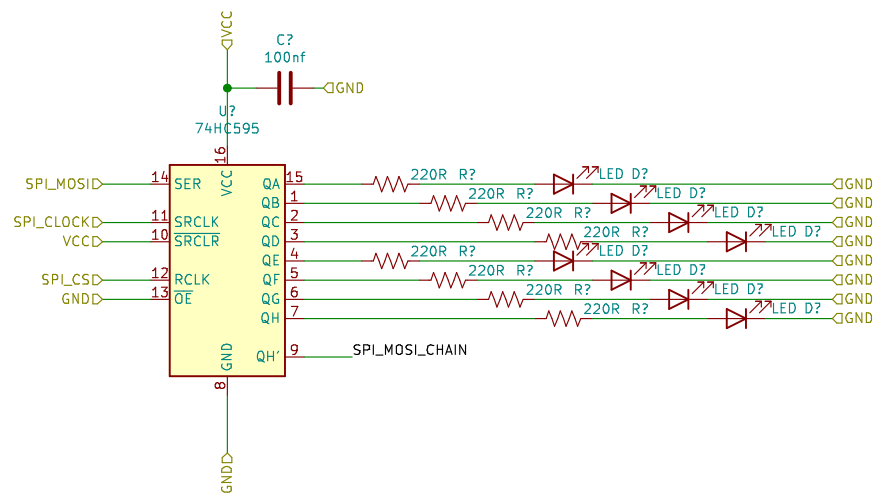 VCC
C?
100nf
GND
U?
74HC595
16
VCC
SPI_MOSI 14 SER QA 15 220R R? LED D? GND
QB 1 220R R? LED D? GND
SPI_CLOCK 11 SRCLK QC 2 220R R? LED D? GND
VCC 10 SRCLR QD 3 220R R? LED D? GND
QE 4 220R R? LED D? GND
SPI_CS 12 RCLK QF 5 220R R? LED D? GND
GND 13 OE QG 6 220R R? LED D? GND
QH 7 220R R? LED D? GND
GND QH' 9 SPI_MOSI_CHAIN
8
GND